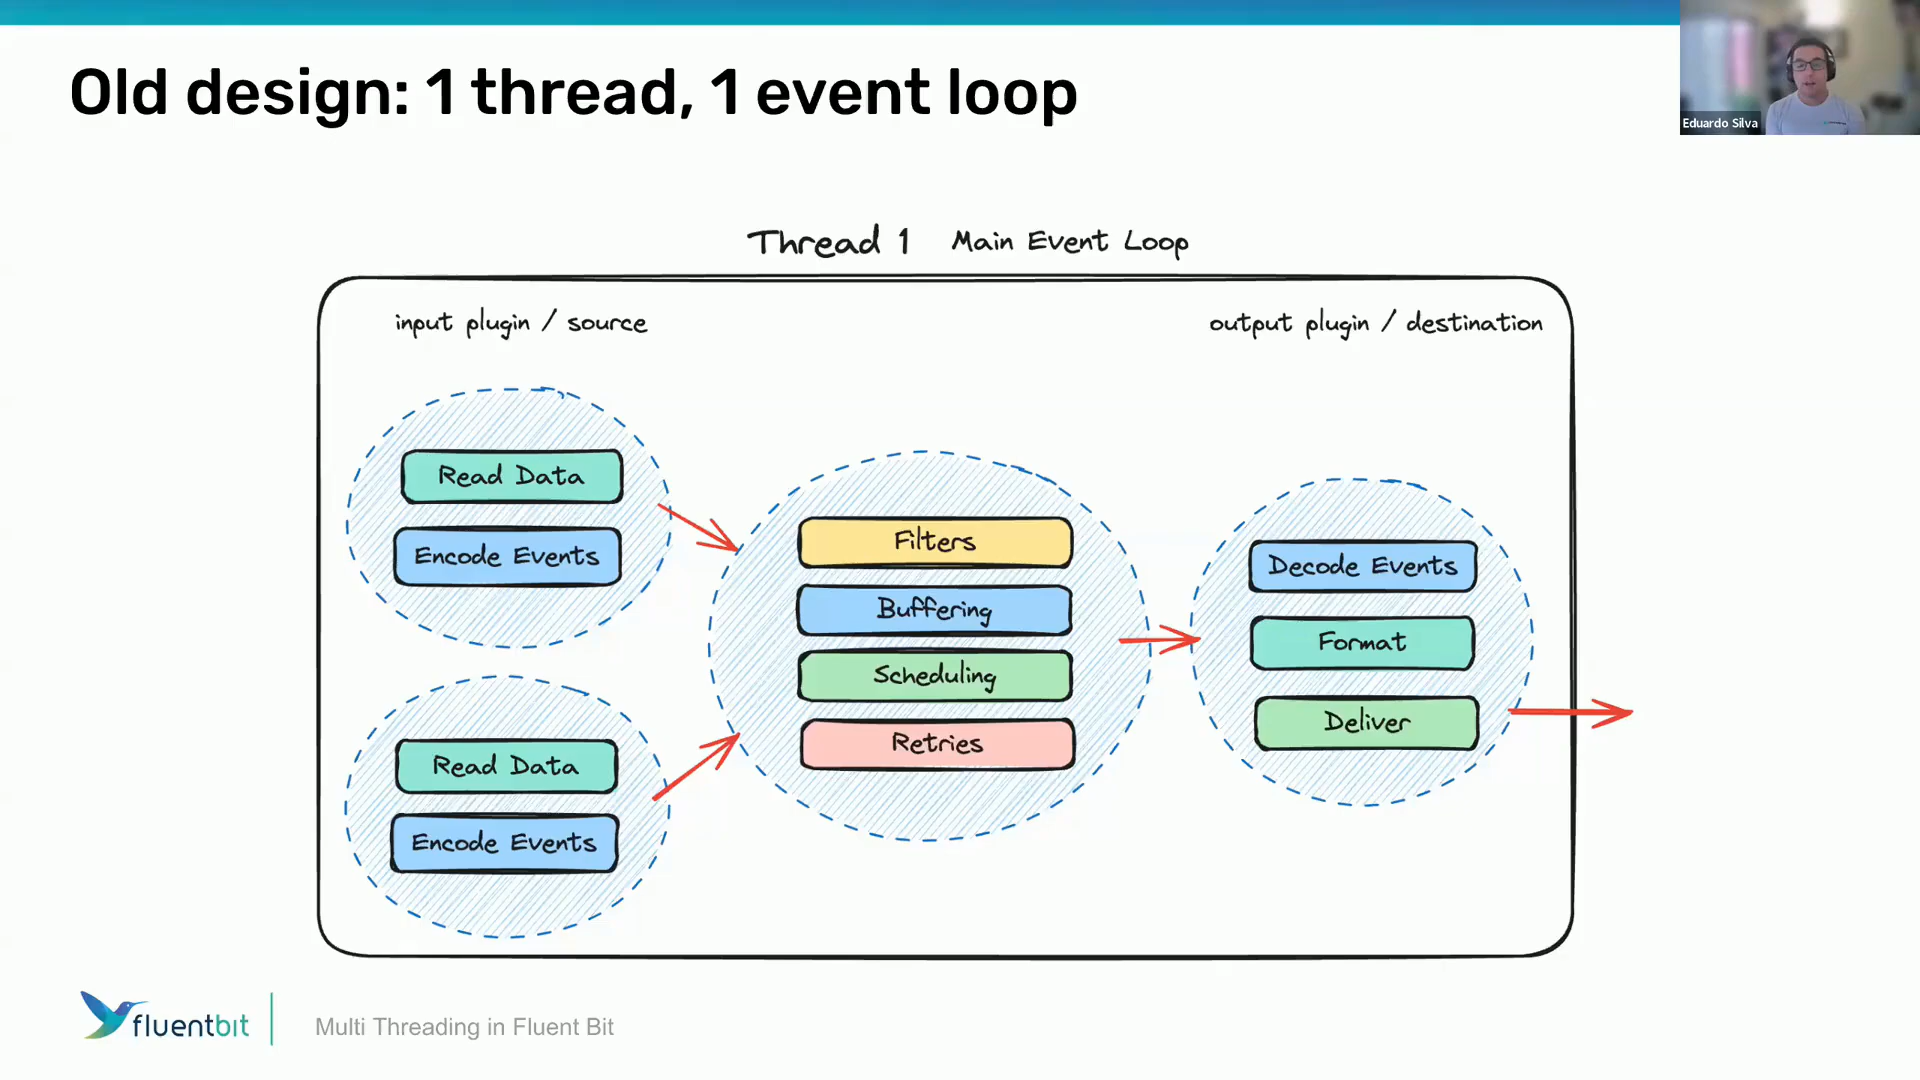 Old design: 1 thread, 1 event loop
Eduardo Silva
Thread 1 Main Event Loop
input plugin / source
output plugin / destination
Read Data
Encode Events
Read Data
Encode Events
Filters
Buffering
Scheduling
Retries
Decode Events
Format
Deliver
fluentbit
Multi Threading in Fluent Bit